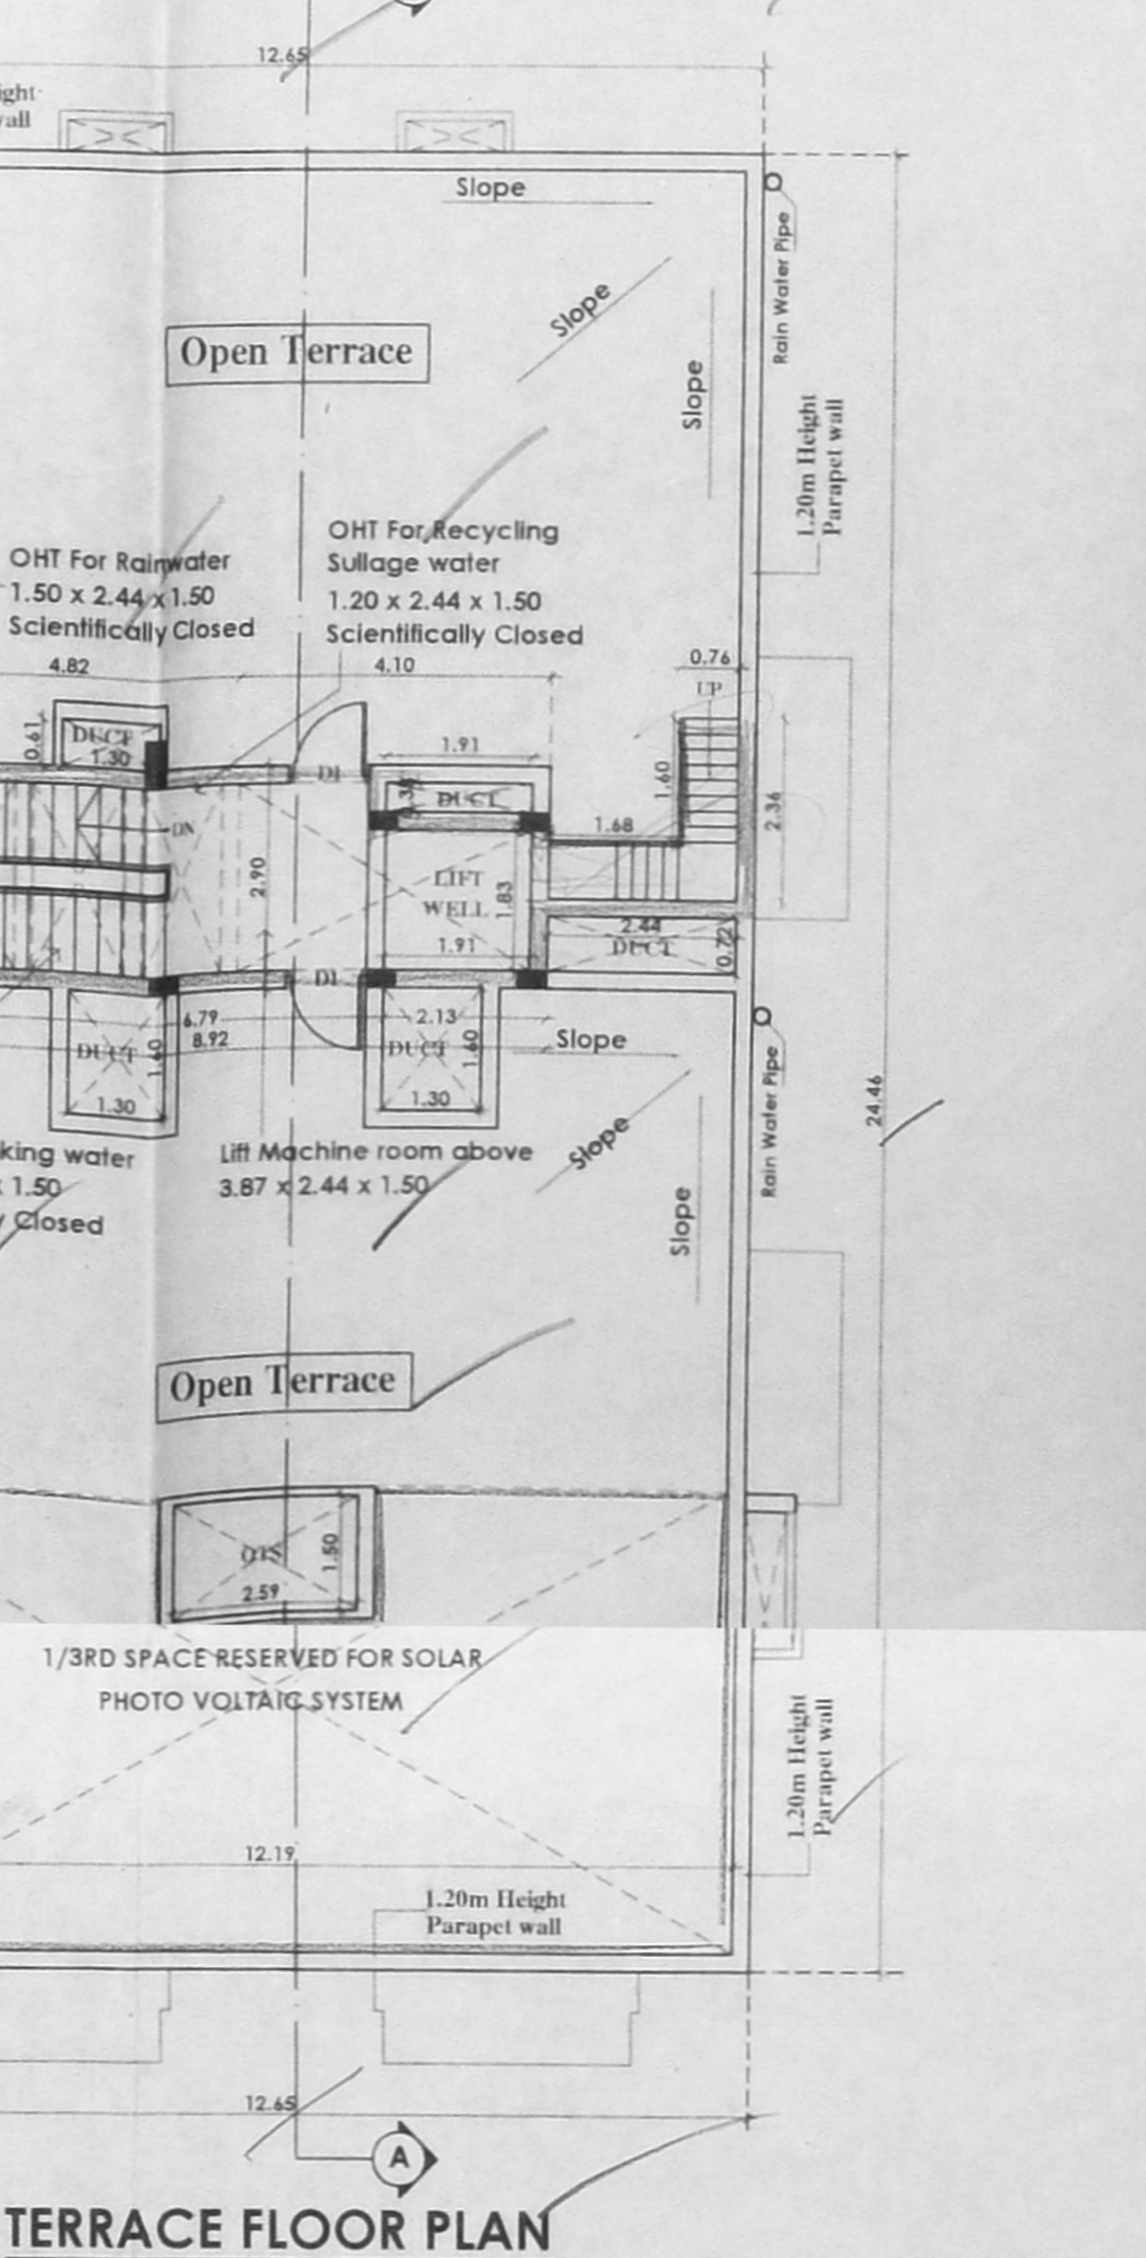 12.65
Slope
Rain Water Pipe
Slope
Open Terrace
Slope
1.20m Height
Parapet wall
OHT For Recycling
Sullage water
1.20 x 2.44 x 1.50
Scientifically Closed
OHT For Rainwater
1.50 x 2.44 x 1.50
Scientifically Closed
4.82
4.10
0.76
UP
0.61
DUCT
1.30
D1
1.91
DUCT
1.60
2.36
1.68
DN
2.90
LIFT
WELL
1.83
1.91
2.44
DUCT
0.72
D1
6.79
8.92
2.13
DUCT
1.60
1.30
DUCT
1.60
1.30
Slope
Rain Water Pipe
24.46
king water
x 1.50
Closed
Lift Machine room above
3.87 x 2.44 x 1.50
Slope
Slope
Open Terrace
OTS
1.50
2.59
1/3RD SPACE RESERVED FOR SOLAR
PHOTO VOLTAIC SYSTEM
1.20m Height
Parapet wall
12.19
1.20m Height
Parapet wall
12.65
A
TERRACE FLOOR PLAN